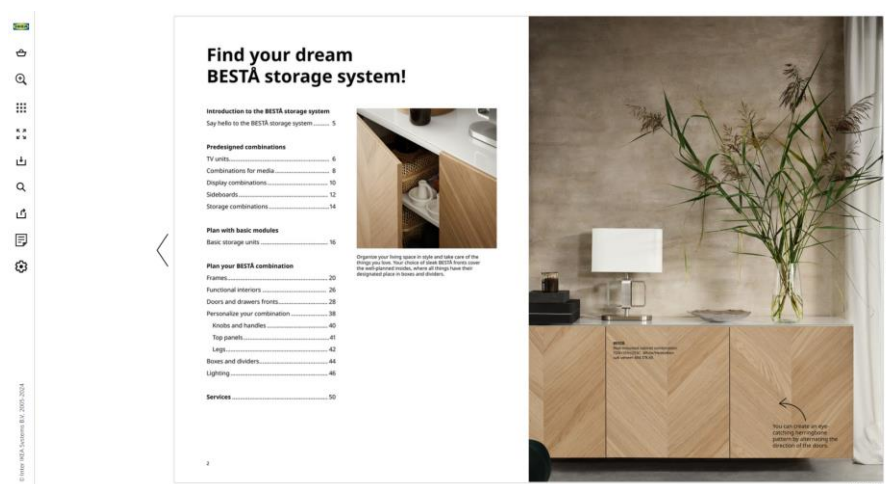 IKEA
Find your dream
BESTÅ storage system!
Introduction to the BESTÅ storage system
Say hello to the BESTÅ storage system ......... 5
Predesigned combinations
TV units ......... 6
Combinations for media ......... 8
Display combinations ......... 10
Sideboards ......... 12
Storage combinations ......... 14
Plan with basic modules
Basic storage units ......... 16
Plan your BESTÅ combination
Frames ......... 20
Functional interiors ......... 26
Doors and drawers fronts ......... 28
Personalize your combination ......... 38
Knobs and handles ......... 40
Top panels ......... 41
Legs ......... 42
Boxes and dividers ......... 44
Lighting ......... 46
Services ......... 50
Organise your living space in style and take care of the
things you love. Your choice of sleek BESTÅ fronts cover
the well-planned insides, where all things have their
designated place in boxes and dividers.
2
BESTÅ
You can create an eye
catching herringbone
pattern by alternating the
direction of the doors.
© Inter IKEA Systems B.V. 2005-2024